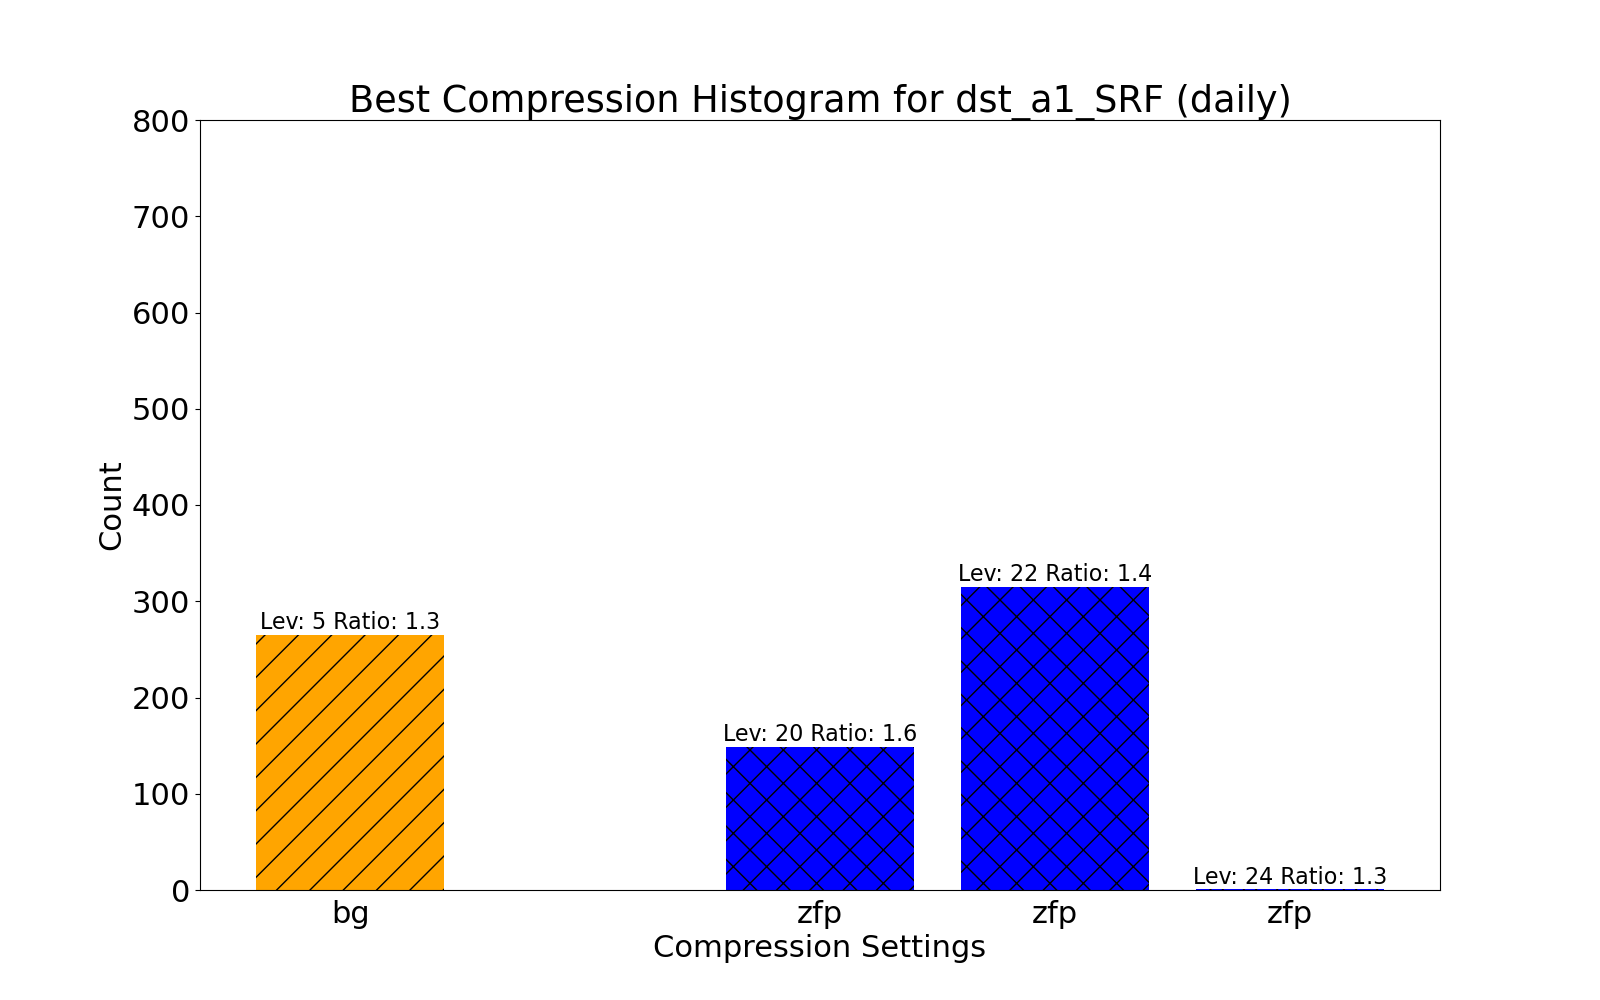 Best Compression Histogram for dst_a1_SRF (daily)
800
700
600
500
400
300
200
100
0
Count
Lev: 5 Ratio: 1.3
Lev: 20 Ratio: 1.6
Lev: 22 Ratio: 1.4
Lev: 24 Ratio: 1.3
bg zfp zfp zfp
Compression Settings